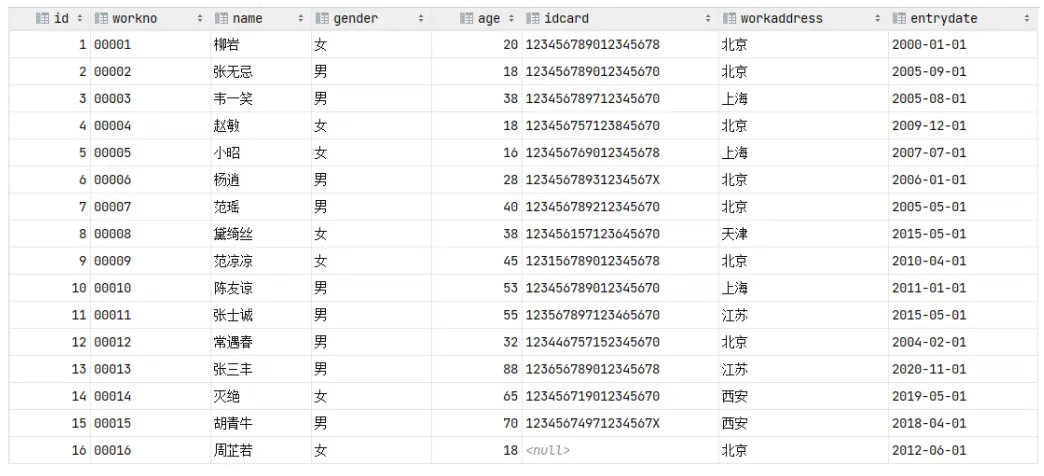 id workno name gender age idcard workaddress entrydate
1 00001 柳岩 女 20 123456789012345678 北京 2000-01-01
2 00002 张无忌 男 18 123456789012345670 北京 2005-09-01
3 00003 韦一笑 男 38 123456789712345670 上海 2005-08-01
4 00004 赵敏 女 18 123456757123845670 北京 2009-12-01
5 00005 小昭 女 16 123456769012345678 上海 2007-07-01
6 00006 杨逍 男 28 12345678931234567X 北京 2006-01-01
7 00007 范瑶 男 40 123456789212345670 北京 2005-05-01
8 00008 黛绮丝 女 38 123456157123645670 天津 2015-05-01
9 00009 范凉凉 女 45 123156789012345678 北京 2010-04-01
10 00010 陈友谅 男 53 123456789012345670 上海 2011-01-01
11 00011 张士诚 男 55 123567897123465670 江苏 2015-05-01
12 00012 常遇春 男 32 123446757152345670 北京 2004-02-01
13 00013 张三丰 男 88 123656789012345678 江苏 2020-11-01
14 00014 灭绝 女 65 123456719012345670 西安 2019-05-01
15 00015 胡青牛 男 70 12345674971234567X 西安 2018-04-01
16 00016 周芷若 女 18 <null> 北京 2012-06-01